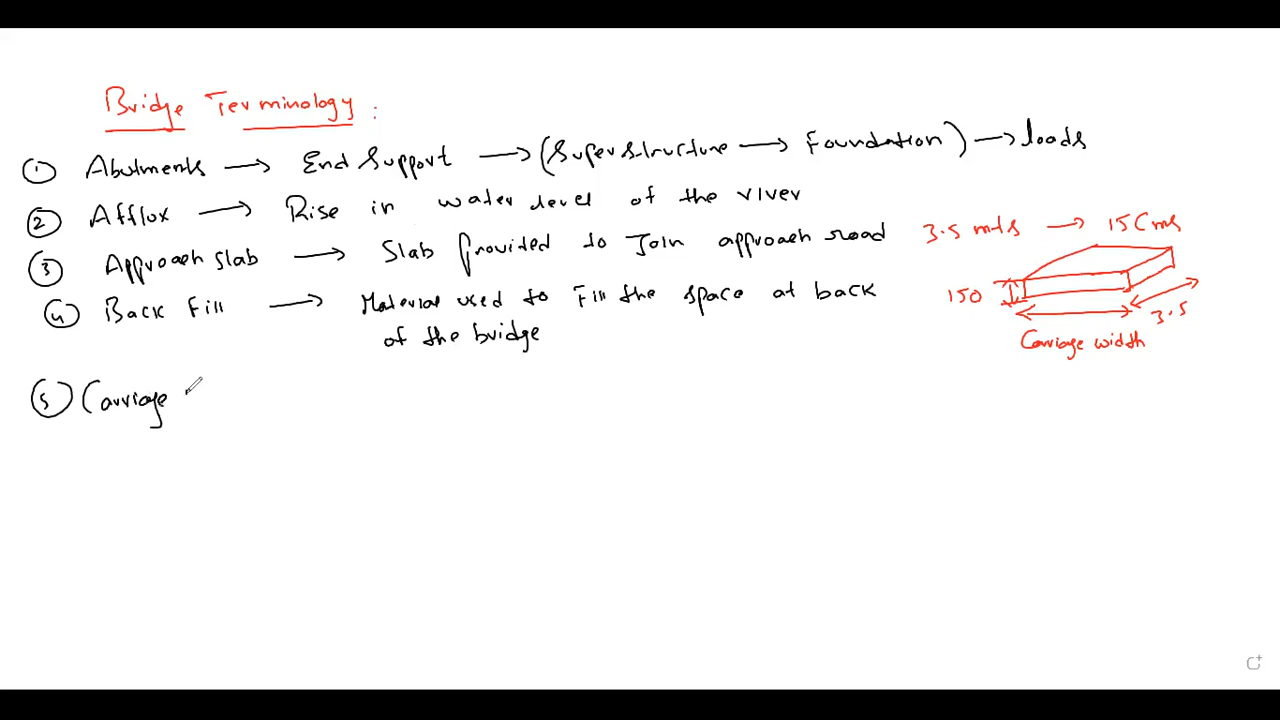 Bridge Terminology :
① Abutments → End Support → (Superstructure → Foundation) → loads
② Afflux → Rise in water level of the river
③ Approach slab → Slab provided to Join approach road
3.5 mts → 15 Cms
④ Back Fill → Material used to Fill the space at back
of the bridge
150
3.5
Carriage width
⑤ Carriage